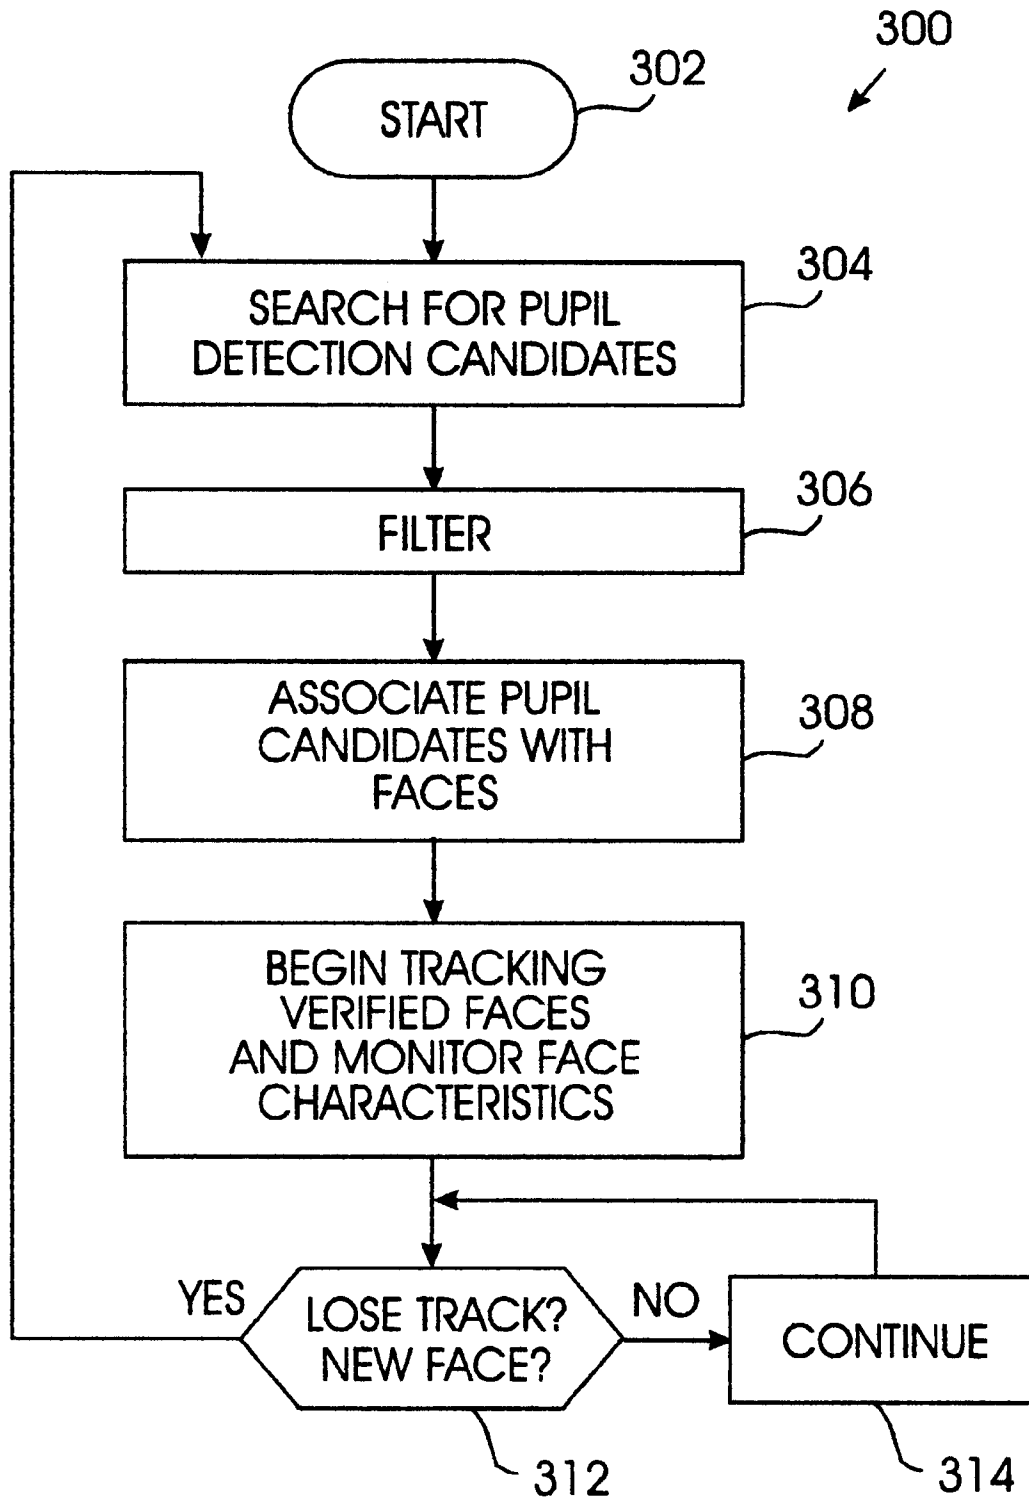 300
302
START
304
SEARCH FOR PUPIL
DETECTION CANDIDATES
306
FILTER
308
ASSOCIATE PUPIL
CANDIDATES WITH
FACES
310
BEGIN TRACKING
VERIFIED FACES
AND MONITOR FACE
CHARACTERISTICS
YES
LOSE TRACK?
NEW FACE?
NO
CONTINUE
312
314